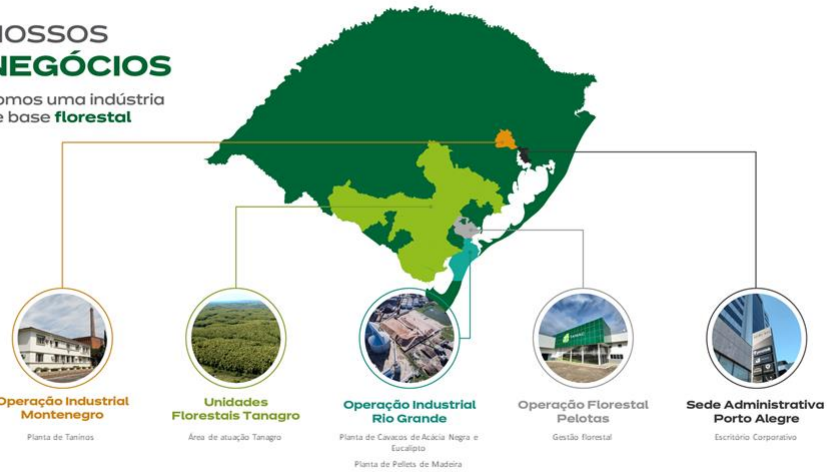 NOSSOS
NEGÓCIOS
omos uma indústria
e base florestal
Operação Industrial
Montenegro
Planta de Taninos
Unidades
Florestais Tanagro
Área de atuação Tanagro
Operação Industrial
Rio Grande
Planta de Cavacos de Acácia Negra e
Eucalipto
Planta de Pellets de Madeira
Operação Florestal
Pelotas
Gestão florestal
Sede Administrativa
Porto Alegre
Escritório Corporativo